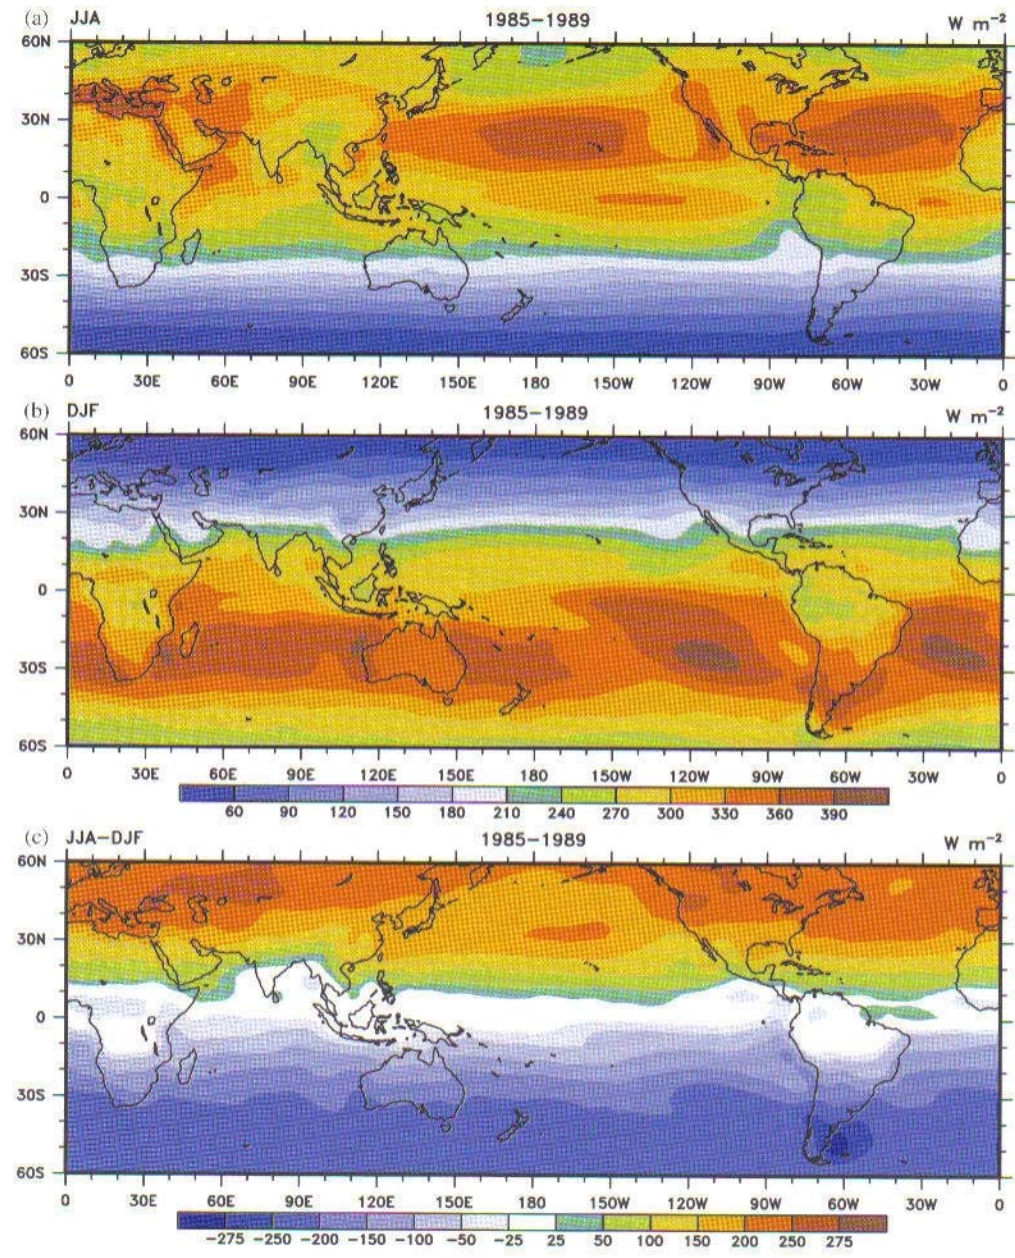 (a) JJA 1985–1989 W m⁻²
60N
30N
0
30S
60S
0 30E 60E 90E 120E 150E 180 150W 120W 90W 60W 30W 0
(b) DJF 1985–1989 W m⁻²
60N
30N
0
30S
60S
0 30E 60E 90E 120E 150E 180 150W 120W 90W 60W 30W 0
60 90 120 150 180 210 240 270 300 330 360 390
(c) JJA–DJF 1985–1989 W m⁻²
60N
30N
0
30S
60S
0 30E 60E 90E 120E 150E 180 150W 120W 90W 60W 30W 0
−275 −250 −200 −150 −100 −50 −25 25 50 100 150 200 250 275